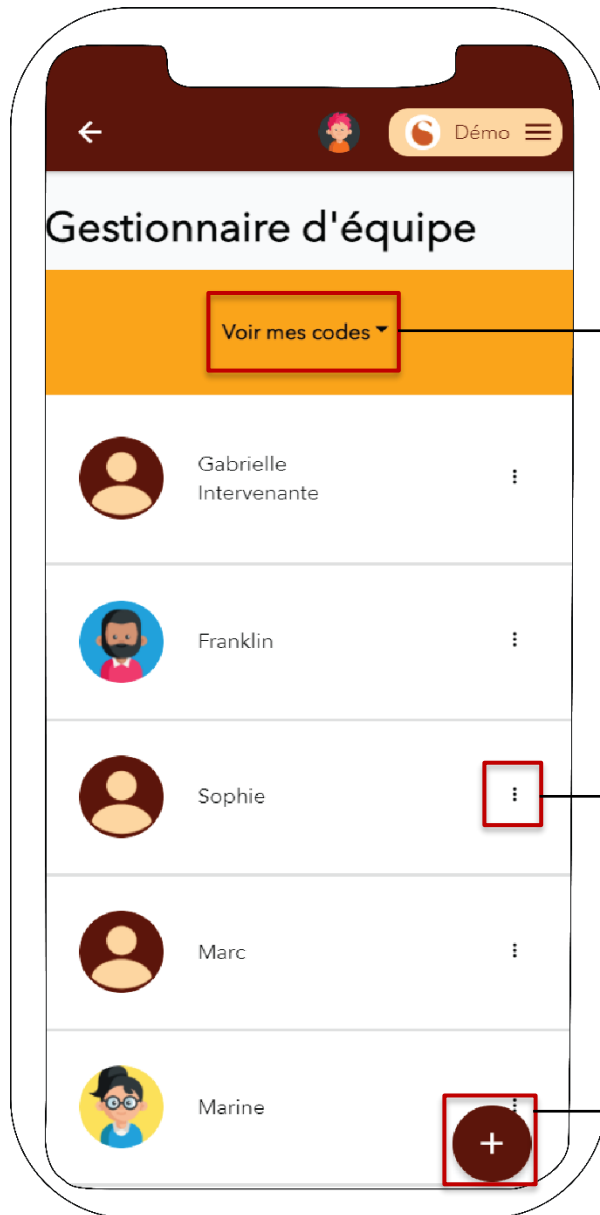 Démo
Gestionnaire d'équipe
Voir mes codes
Gabrielle
Intervenante
Franklin
Sophie
Marc
Marine